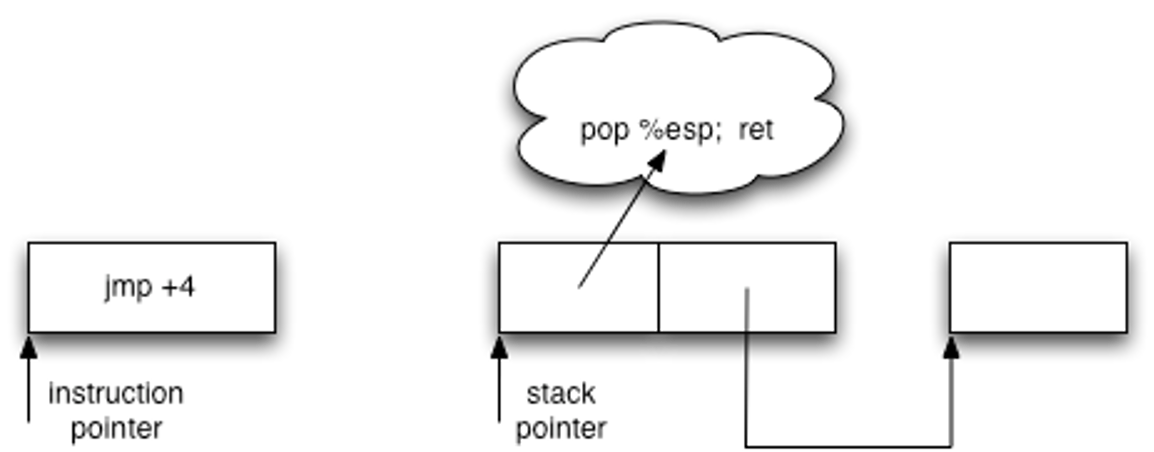 pop %esp;  ret
jmp +4
instruction
pointer
stack
pointer